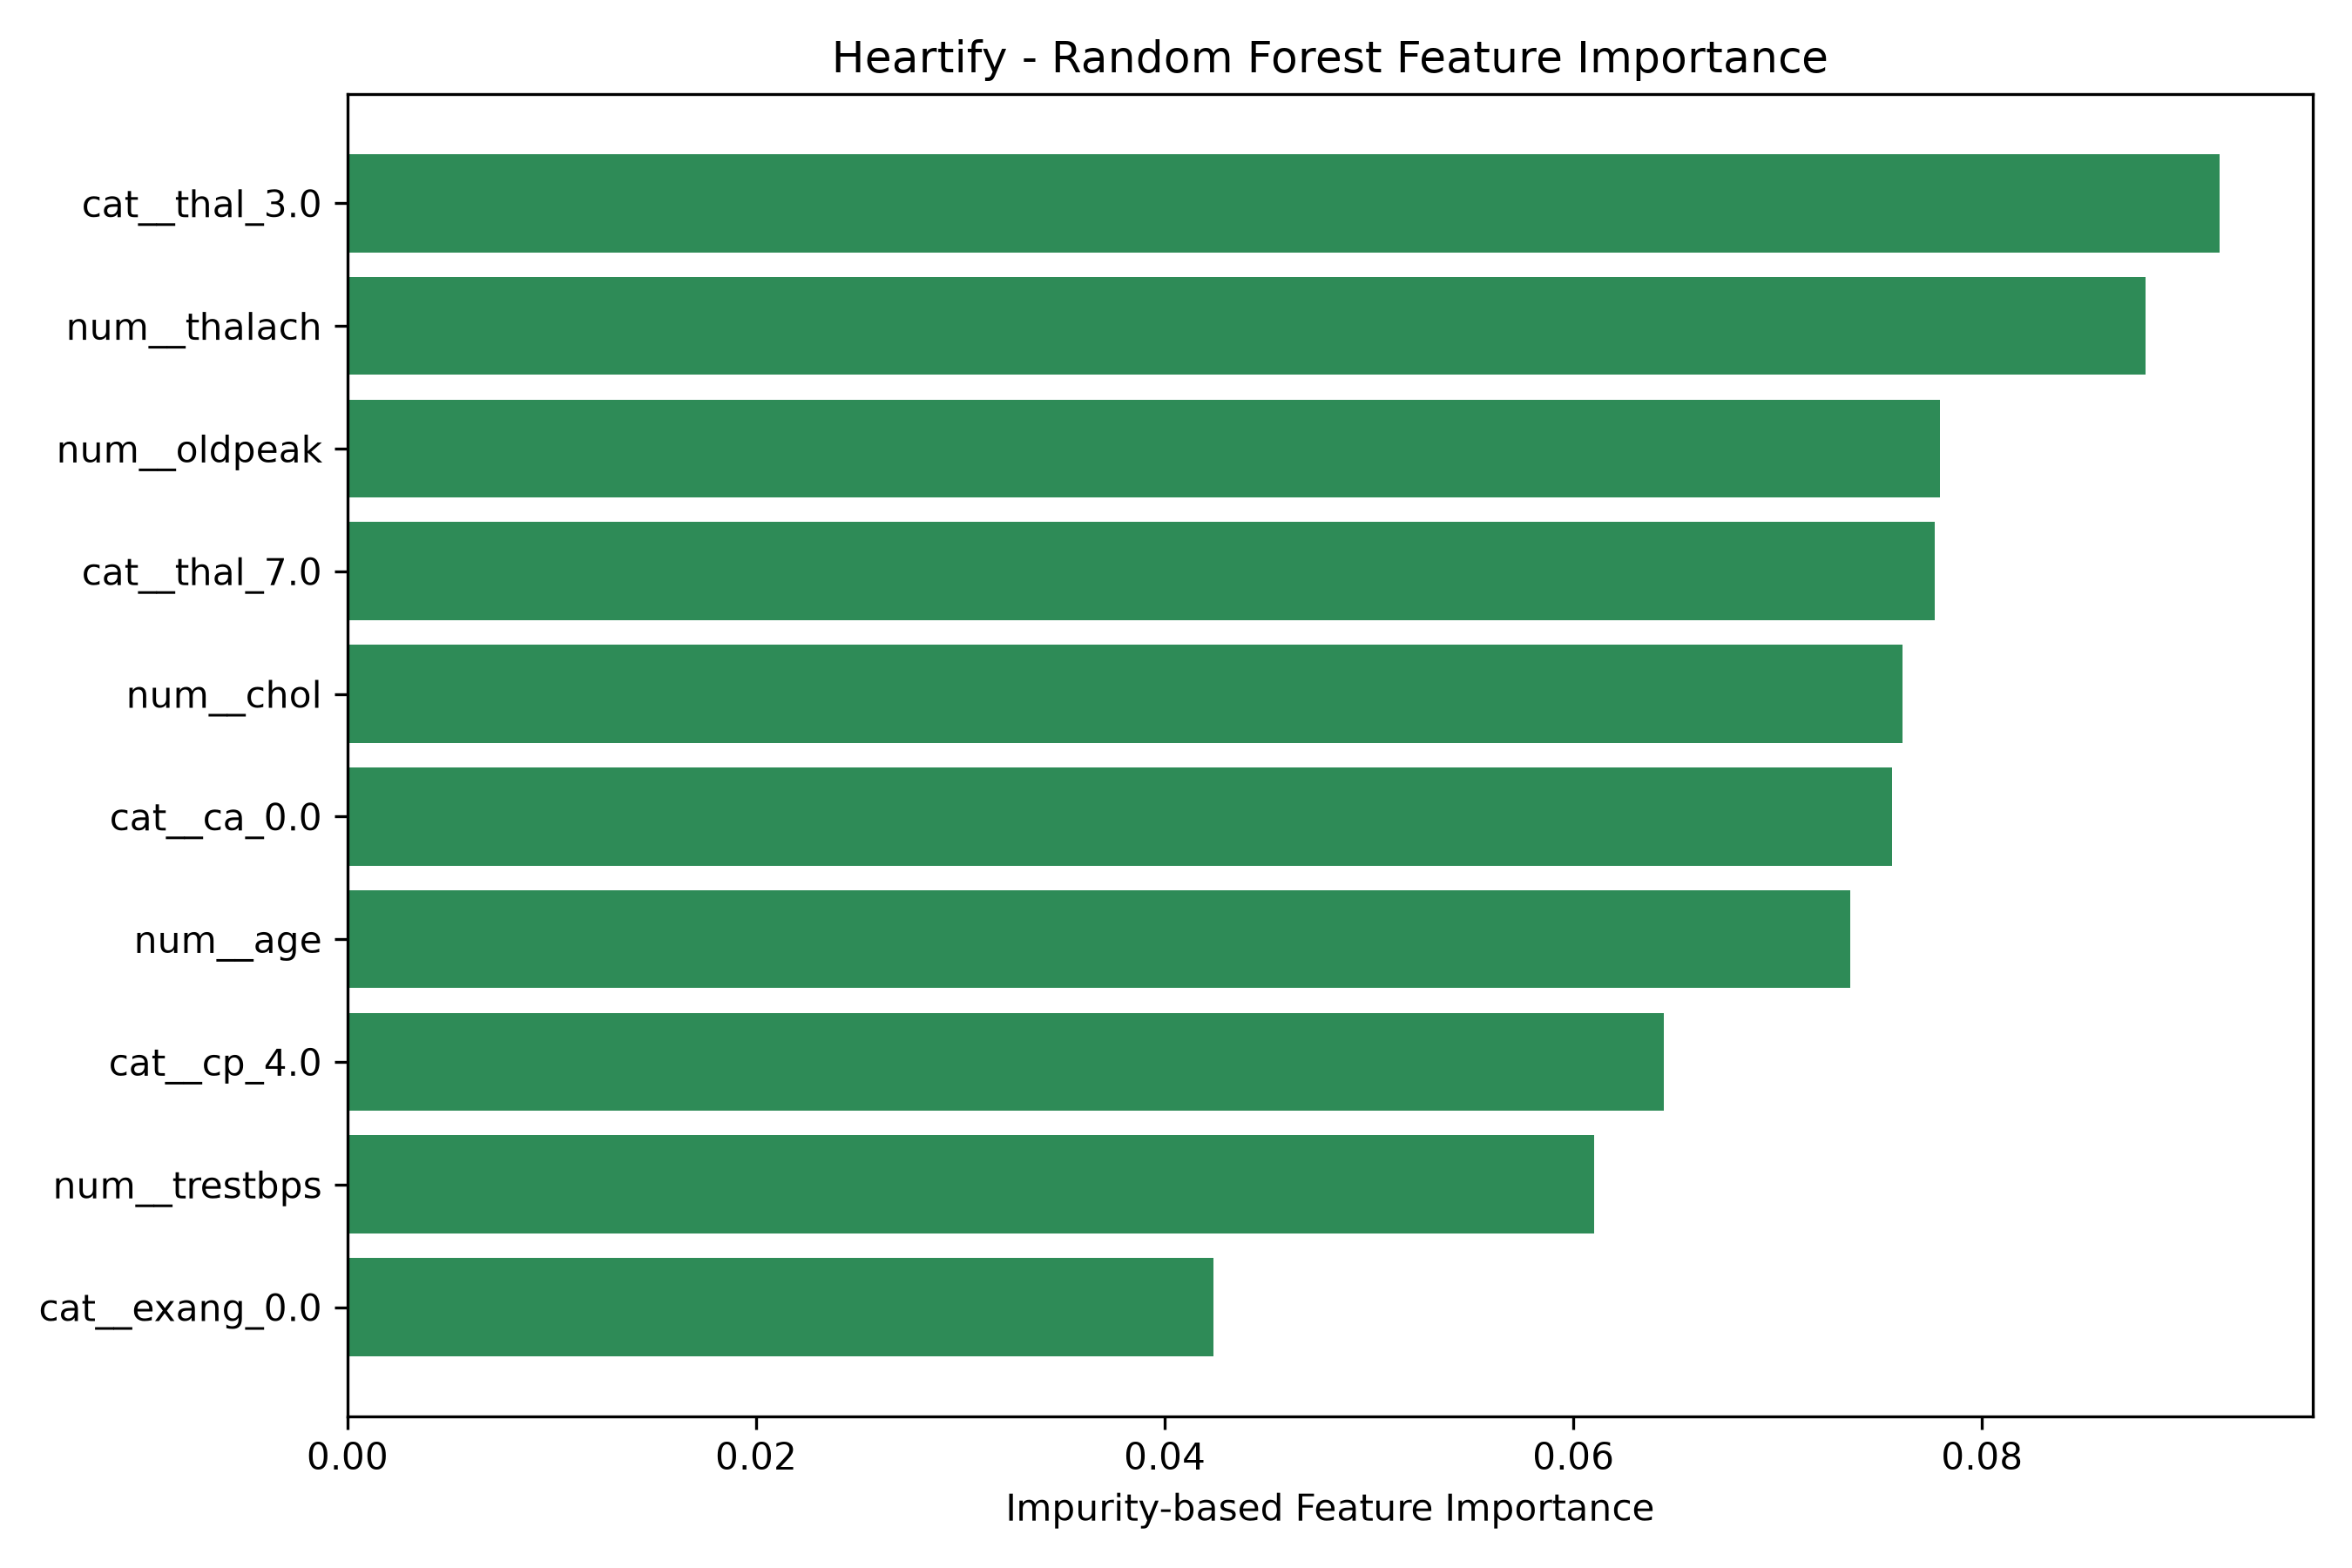 Heartify - Random Forest Feature Importance
cat__thal_3.0
num__thalach
num__oldpeak
cat__thal_7.0
num__chol
cat__ca_0.0
num__age
cat__cp_4.0
num__trestbps
cat__exang_0.0
0.00 0.02 0.04 0.06 0.08
Impurity-based Feature Importance